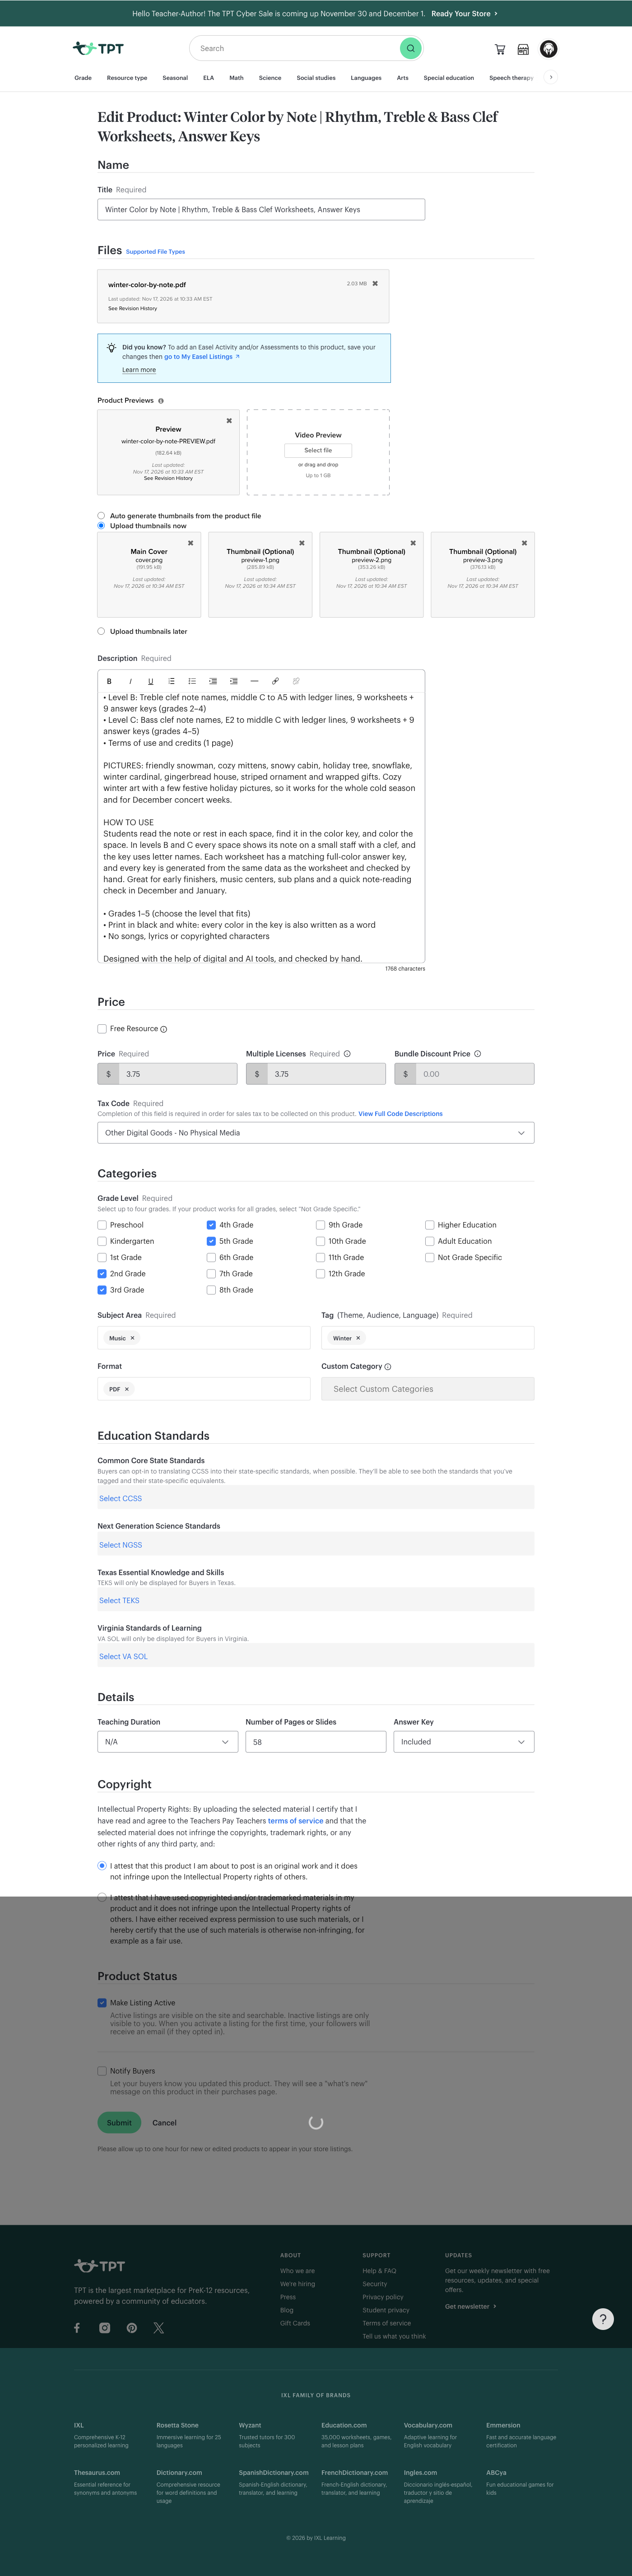 Hello Teacher-Author! The TPT Cyber Sale is coming up November 30 and December 1. Ready Your Store >
TPT
Search
Grade Resource type Seasonal ELA Math Science Social studies Languages Arts Special education Speech therapy
Edit Product: Winter Color by Note | Rhythm, Treble & Bass Clef
Worksheets, Answer Keys
Name
Title Required
Winter Color by Note | Rhythm, Treble & Bass Clef Worksheets, Answer Keys
Files Supported File Types
winter-color-by-note.pdf 2.03 MB
Last updated: Nov 17, 2026 at 10:33 AM EST
See Revision History
Did you know? To add an Easel Activity and/or Assessments to this product, save your
changes then go to My Easel Listings
Learn more
Product Previews
Preview
winter-color-by-note-PREVIEW.pdf
(182.64 kB)
Last updated:
Nov 17, 2026 at 10:33 AM EST
See Revision History
Video Preview
Select file
or drag and drop
Up to 1 GB
Auto generate thumbnails from the product file
Upload thumbnails now
Main Cover
cover.png
(191.95 kB)
Last updated:
Nov 17, 2026 at 10:34 AM EST
Thumbnail (Optional)
preview-1.png
(285.89 kB)
Last updated:
Nov 17, 2026 at 10:34 AM EST
Thumbnail (Optional)
preview-2.png
(353.26 kB)
Last updated:
Nov 17, 2026 at 10:34 AM EST
Thumbnail (Optional)
preview-3.png
(376.13 kB)
Last updated:
Nov 17, 2026 at 10:34 AM EST
Upload thumbnails later
Description Required
B I U
• Level B: Treble clef note names, middle C to A5 with ledger lines, 9 worksheets +
9 answer keys (grades 2–4)
• Level C: Bass clef note names, E2 to middle C with ledger lines, 9 worksheets + 9
answer keys (grades 4–5)
• Terms of use and credits (1 page)
PICTURES: friendly snowman, cozy mittens, snowy cabin, holiday tree, snowflake,
winter cardinal, gingerbread house, striped ornament and wrapped gifts. Cozy
winter art with a few festive holiday pictures, so it works for the whole cold season
and for December concert weeks.
HOW TO USE
Students read the note or rest in each space, find it in the color key, and color the
space. In levels B and C every space shows its note on a small staff with a clef, and
the key uses letter names. Each worksheet has a matching full-color answer key,
and every key is generated from the same data as the worksheet and checked by
hand. Great for early finishers, music centers, sub plans and a quick note-reading
check in December and January.
• Grades 1–5 (choose the level that fits)
• Print in black and white: every color in the key is also written as a word
• No songs, lyrics or copyrighted characters
Designed with the help of digital and AI tools, and checked by hand.
1768 characters
Price
Free Resource
Price Required
$ 3.75
Multiple Licenses Required
$ 3.75
Bundle Discount Price
$ 0.00
Tax Code Required
Completion of this field is required in order for sales tax to be collected on this product. View Full Code Descriptions
Other Digital Goods - No Physical Media
Categories
Grade Level Required
Select up to four grades. If your product works for all grades, select "Not Grade Specific."
Preschool 4th Grade 9th Grade Higher Education
Kindergarten 5th Grade 10th Grade Adult Education
1st Grade 6th Grade 11th Grade Not Grade Specific
2nd Grade 7th Grade 12th Grade
3rd Grade 8th Grade
Subject Area Required
Music ×
Tag (Theme, Audience, Language) Required
Winter ×
Format
PDF ×
Custom Category
Select Custom Categories
Education Standards
Common Core State Standards
Buyers can opt-in to translating CCSS into their state-specific standards, when possible. They'll be able to see both the standards that you've
tagged and their state-specific equivalents.
Select CCSS
Next Generation Science Standards
Select NGSS
Texas Essential Knowledge and Skills
TEKS will only be displayed for Buyers in Texas.
Select TEKS
Virginia Standards of Learning
VA SOL will only be displayed for Buyers in Virginia.
Select VA SOL
Details
Teaching Duration
N/A
Number of Pages or Slides
58
Answer Key
Included
Copyright
Intellectual Property Rights: By uploading the selected material I certify that I
have read and agree to the Teachers Pay Teachers terms of service and that the
selected material does not infringe the copyrights, trademark rights, or any
other rights of any third party, and:
I attest that this product I am about to post is an original work and it does
not infringe upon the Intellectual Property rights of others.
I attest that I have used copyrighted and/or trademarked materials in my
product and it does not infringe upon the Intellectual Property rights of
others. I have either received express permission to use such materials, or I
hereby certify that the use of such materials is otherwise non-infringing, for
example as a fair use.
Product Status
Make Listing Active
Active listings are visible on the site and searchable. Inactive listings are only
visible to you. When you activate a listing the first time, your followers will
receive an email (if they opted in).
Notify Buyers
Let your buyers know you updated this product. They will see a "what's new"
message on this product in their purchases page.
Submit Cancel
Please allow up to one hour for new or edited products to appear in your store listings.
TPT
TPT is the largest marketplace for PreK-12 resources,
powered by a community of educators.
ABOUT
Who we are
We're hiring
Press
Blog
Gift Cards
SUPPORT
Help & FAQ
Security
Privacy policy
Student privacy
Terms of service
Tell us what you think
UPDATES
Get our weekly newsletter with free
resources, updates, and special
offers.
Get newsletter >
?
IXL FAMILY OF BRANDS
IXL
Comprehensive K-12
personalized learning
Rosetta Stone
Immersive learning for 25
languages
Wyzant
Trusted tutors for 300
subjects
Education.com
35,000 worksheets, games,
and lesson plans
Vocabulary.com
Adaptive learning for
English vocabulary
Emmersion
Fast and accurate language
certification
Thesaurus.com
Essential reference for
synonyms and antonyms
Dictionary.com
Comprehensive resource
for word definitions and
usage
SpanishDictionary.com
Spanish-English dictionary,
translator, and learning
FrenchDictionary.com
French-English dictionary,
translator, and learning
Ingles.com
Diccionario inglés-español,
traductor y sitio de
aprendizaje
ABCya
Fun educational games for
kids
© 2026 by IXL Learning